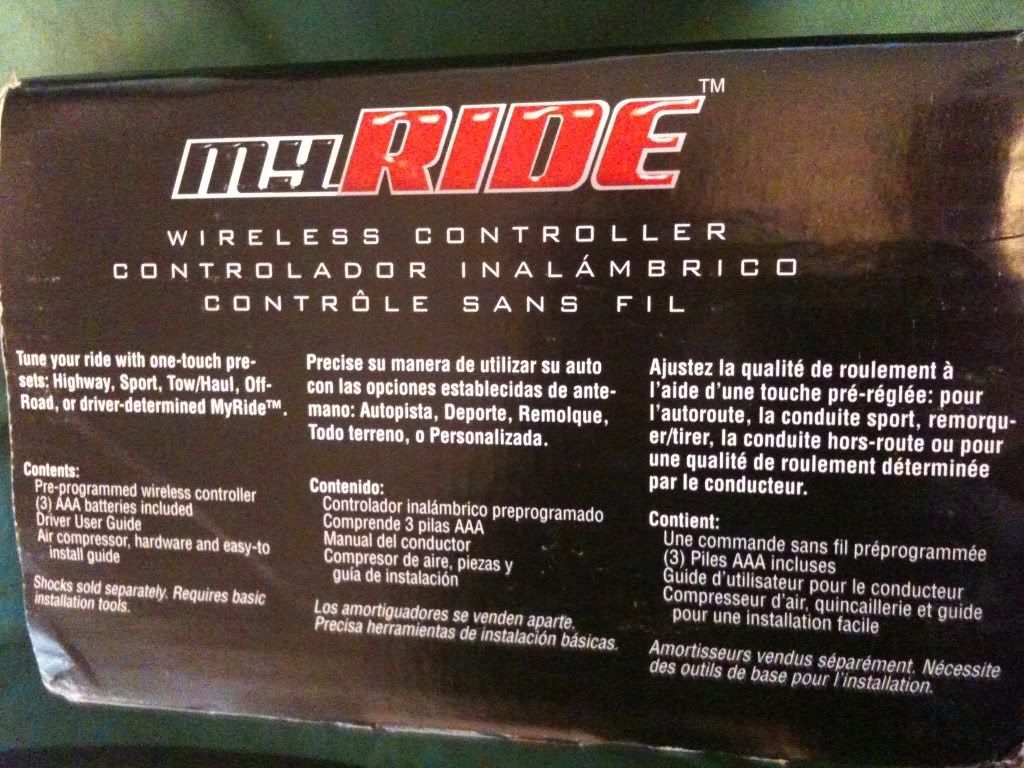 myRIDE™
WIRELESS CONTROLLER
CONTROLADOR INALÁMBRICO
CONTRÔLE SANS FIL
Tune your ride with one-touch pre-
sets: Highway, Sport, Tow/Haul, Off-
Road, or driver-determined MyRide™.
Contents:
Pre-programmed wireless controller
(3) AAA batteries included
Driver User Guide
Air compressor, hardware and easy-to
install guide
Shocks sold separately. Requires basic
installation tools.
Precise su manera de utilizar su auto
con las opciones establecidas de ante-
mano: Autopista, Deporte, Remolque,
Todo terreno, o Personalizada.
Contenido:
Controlador inalámbrico preprogramado
Comprende 3 pilas AAA
Manual del conductor
Compresor de aire, piezas y
guía de instalación
Los amortiguadores se venden aparte.
Precisa herramientas de instalación básicas.
Ajustez la qualité de roulement à
l'aide d'une touche pré-réglée: pour
l'autoroute, la conduite sport, remorqu-
er/tirer, la conduite hors-route ou pour
une qualité de roulement déterminée
par le conducteur.
Contient:
Une commande sans fil préprogrammée
(3) Piles AAA incluses
Guide d'utilisateur pour le conducteur
Compresseur d'air, quincaillerie et guide
pour une installation facile
Amortisseurs vendus séparément. Nécessite
des outils de base pour l'installation.